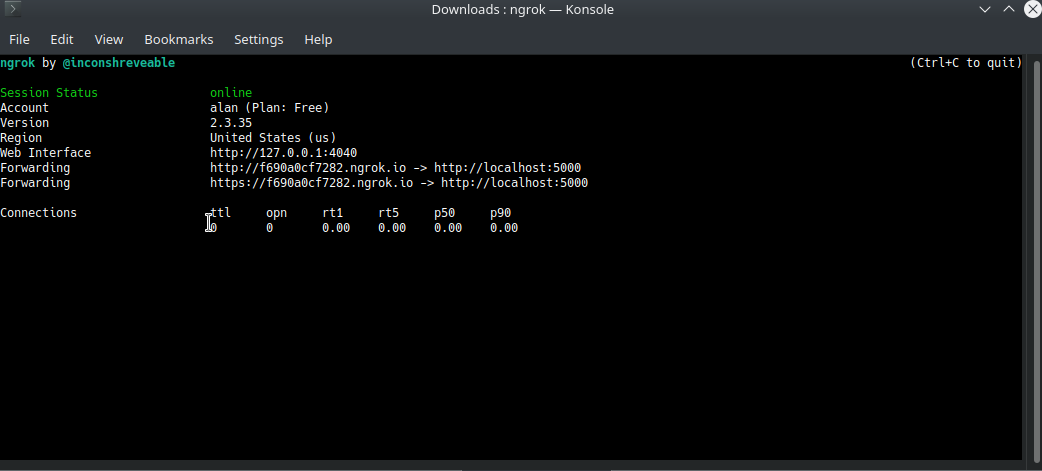 Downloads : ngrok — Konsole
File Edit View Bookmarks Settings Help
ngrok by @inconshreveable (Ctrl+C to quit)
Session Status online
Account alan (Plan: Free)
Version 2.3.35
Region United States (us)
Web Interface http://127.0.0.1:4040
Forwarding http://f690a0cf7282.ngrok.io -> http://localhost:5000
Forwarding https://f690a0cf7282.ngrok.io -> http://localhost:5000
Connections ttl opn rt1 rt5 p50 p90
0 0 0.00 0.00 0.00 0.00